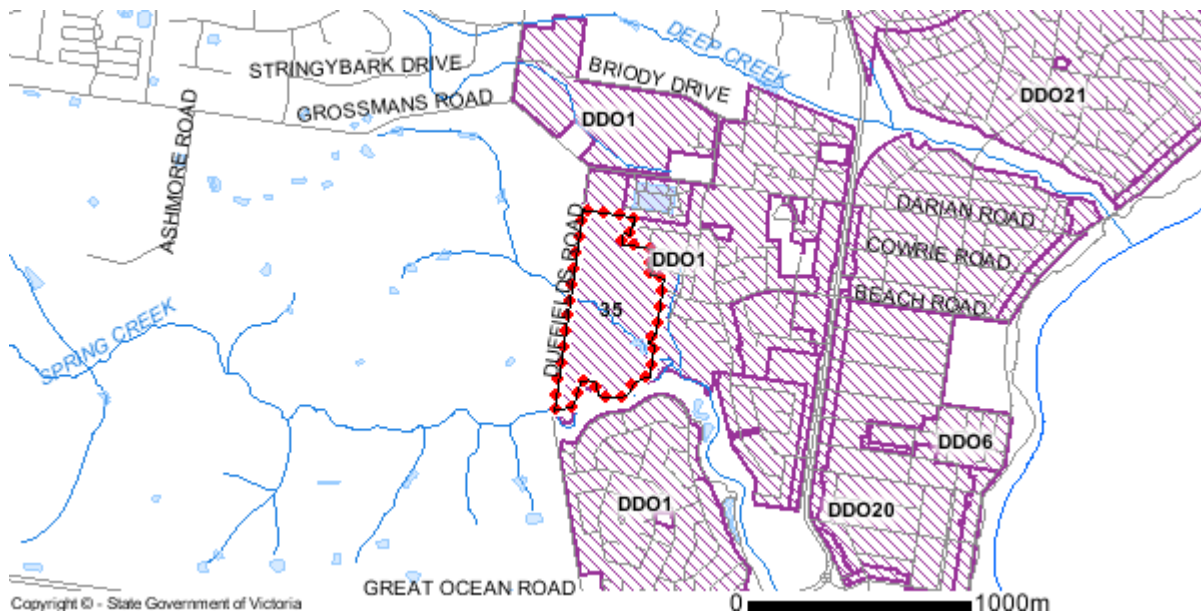 DEEP CREEK
STRINGYBARK DRIVE
BRIODY DRIVE
DDO21
GROSSMANS ROAD
DDO1
ASHMORE ROAD
DUFFIELDS ROAD
DARIAN ROAD
DDO1
COWRIE ROAD
BEACH ROAD
35
SPRING CREEK
DDO6
DDO1
DDO20
GREAT OCEAN ROAD
Copyright © - State Government of Victoria
0 1000m